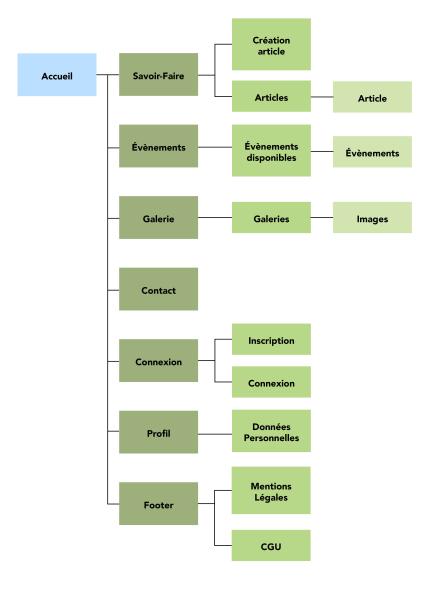 Accueil
Savoir-Faire
Création
article
Articles
Article
Évènements
Évènements
disponibles
Évènements
Galerie
Galeries
Images
Contact
Connexion
Inscription
Connexion
Profil
Données
Personnelles
Footer
Mentions
Légales
CGU